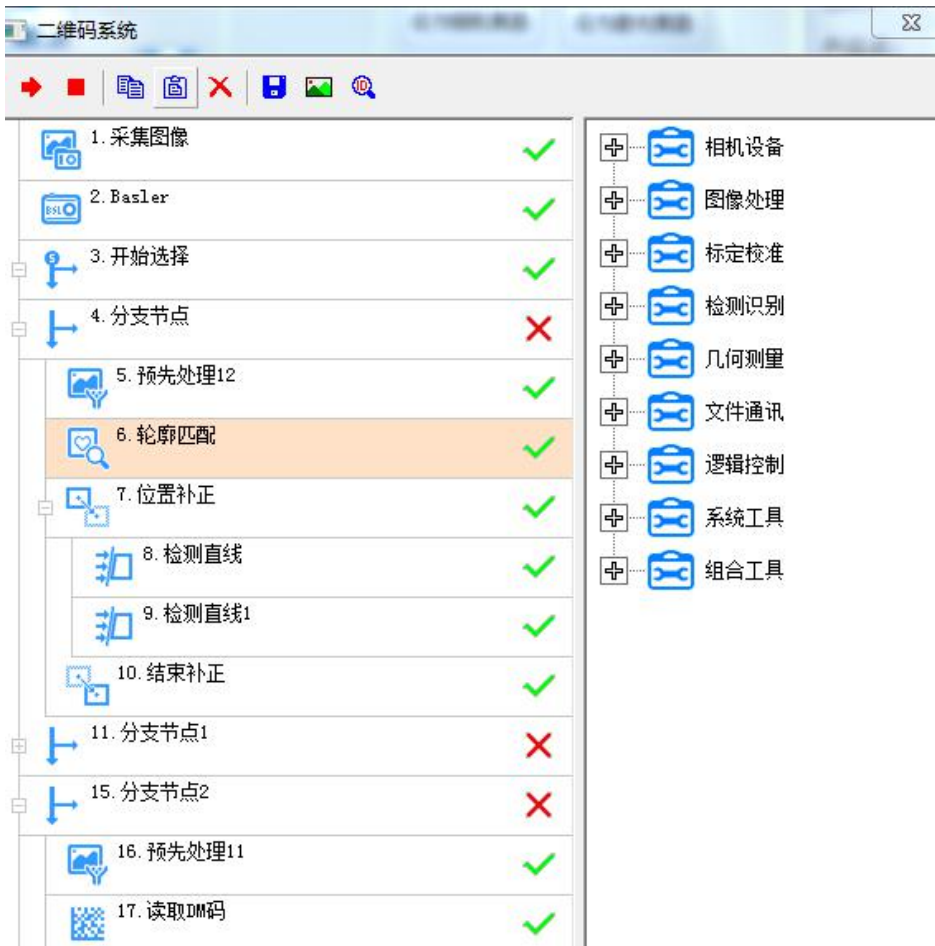 二维码系统
1.采集图像
2.Basler
3.开始选择
4.分支节点
5.预先处理12
6.轮廓匹配
7.位置补正
8.检测直线
9.检测直线1
10.结束补正
11.分支节点1
15.分支节点2
16.预先处理11
17.读取DM码
相机设备
图像处理
标定校准
检测识别
几何测量
文件通讯
逻辑控制
系统工具
组合工具